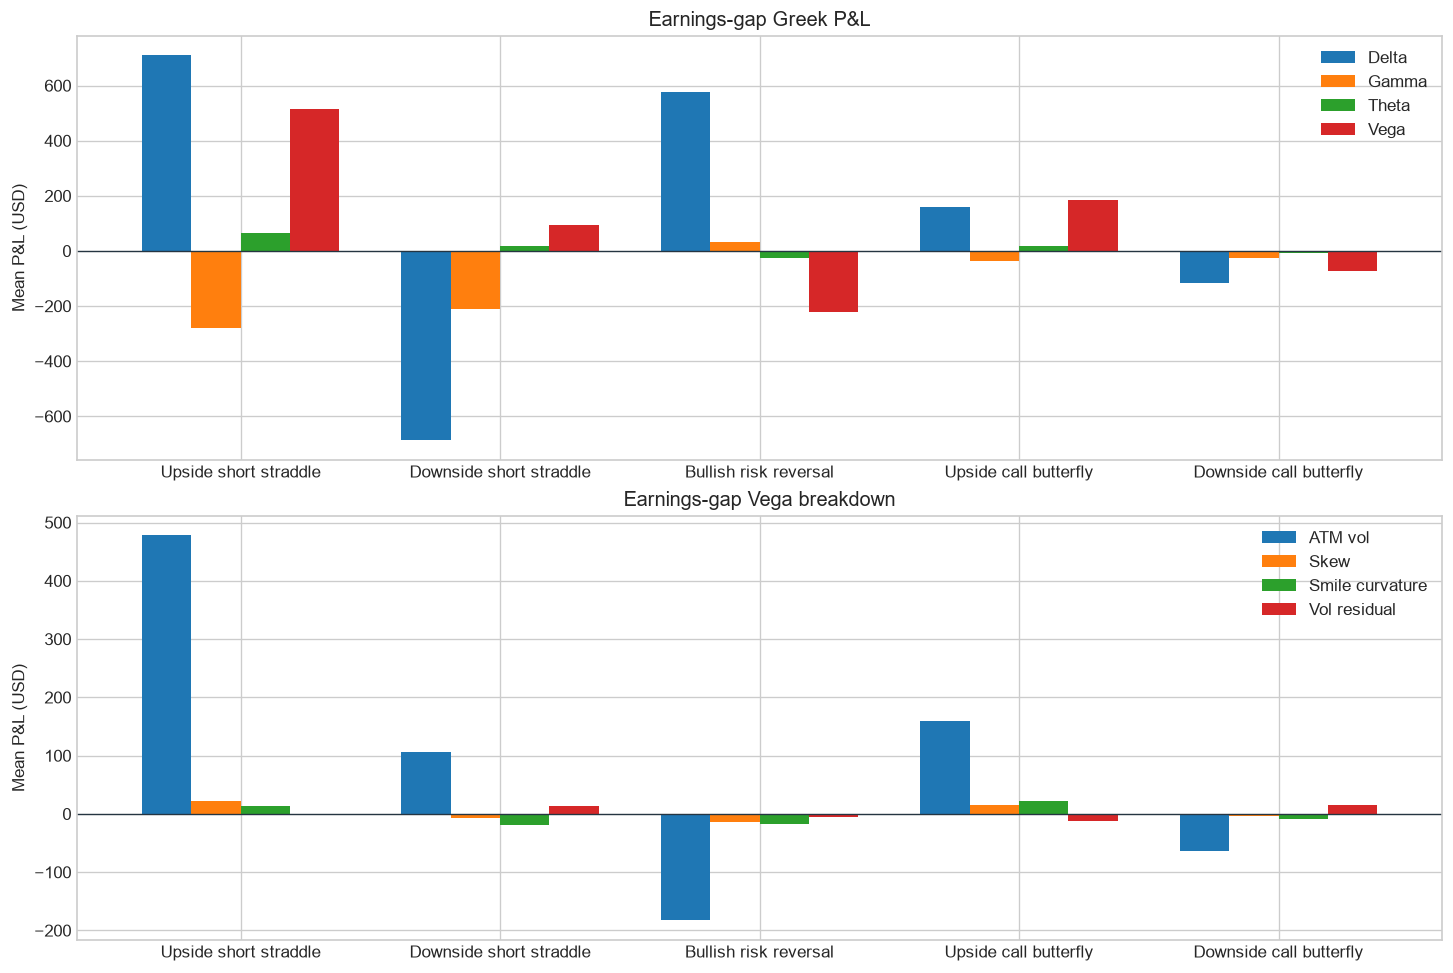 Earnings-gap Greek P&L
Mean P&L (USD)
600
400
200
0
−200
−400
−600
Delta
Gamma
Theta
Vega
Upside short straddle
Downside short straddle
Bullish risk reversal
Upside call butterfly
Downside call butterfly
Earnings-gap Vega breakdown
Mean P&L (USD)
500
400
300
200
100
0
−100
−200
ATM vol
Skew
Smile curvature
Vol residual
Upside short straddle
Downside short straddle
Bullish risk reversal
Upside call butterfly
Downside call butterfly